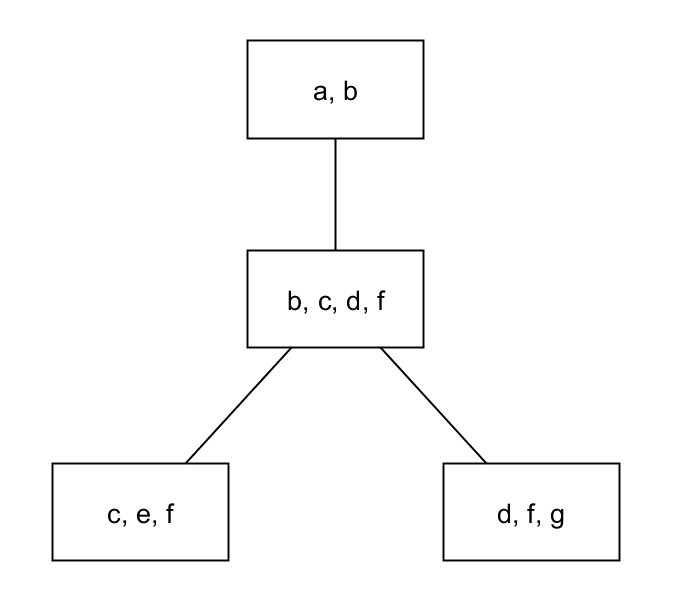 a, b
b, c, d, f
c, e, f
d, f, g